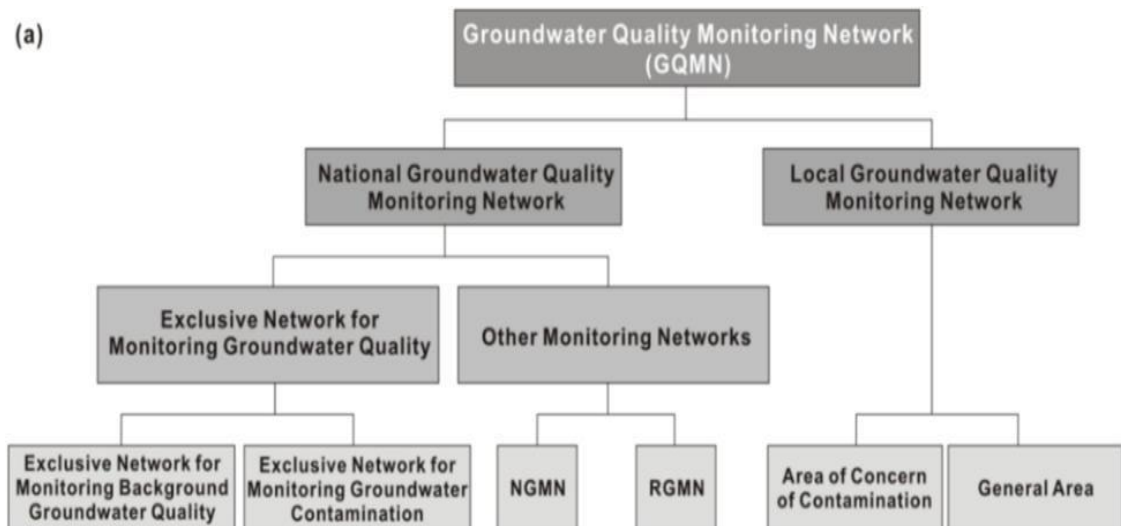 (a)
Groundwater Quality Monitoring Network
(GQMN)
National Groundwater Quality
Monitoring Network
Local Groundwater Quality
Monitoring Network
Exclusive Network for
Monitoring Groundwater Quality
Other Monitoring Networks
Exclusive Network for
Monitoring Background
Groundwater Quality
Exclusive Network for
Monitoring Groundwater
Contamination
NGMN
RGMN
Area of Concern
of Contamination
General Area